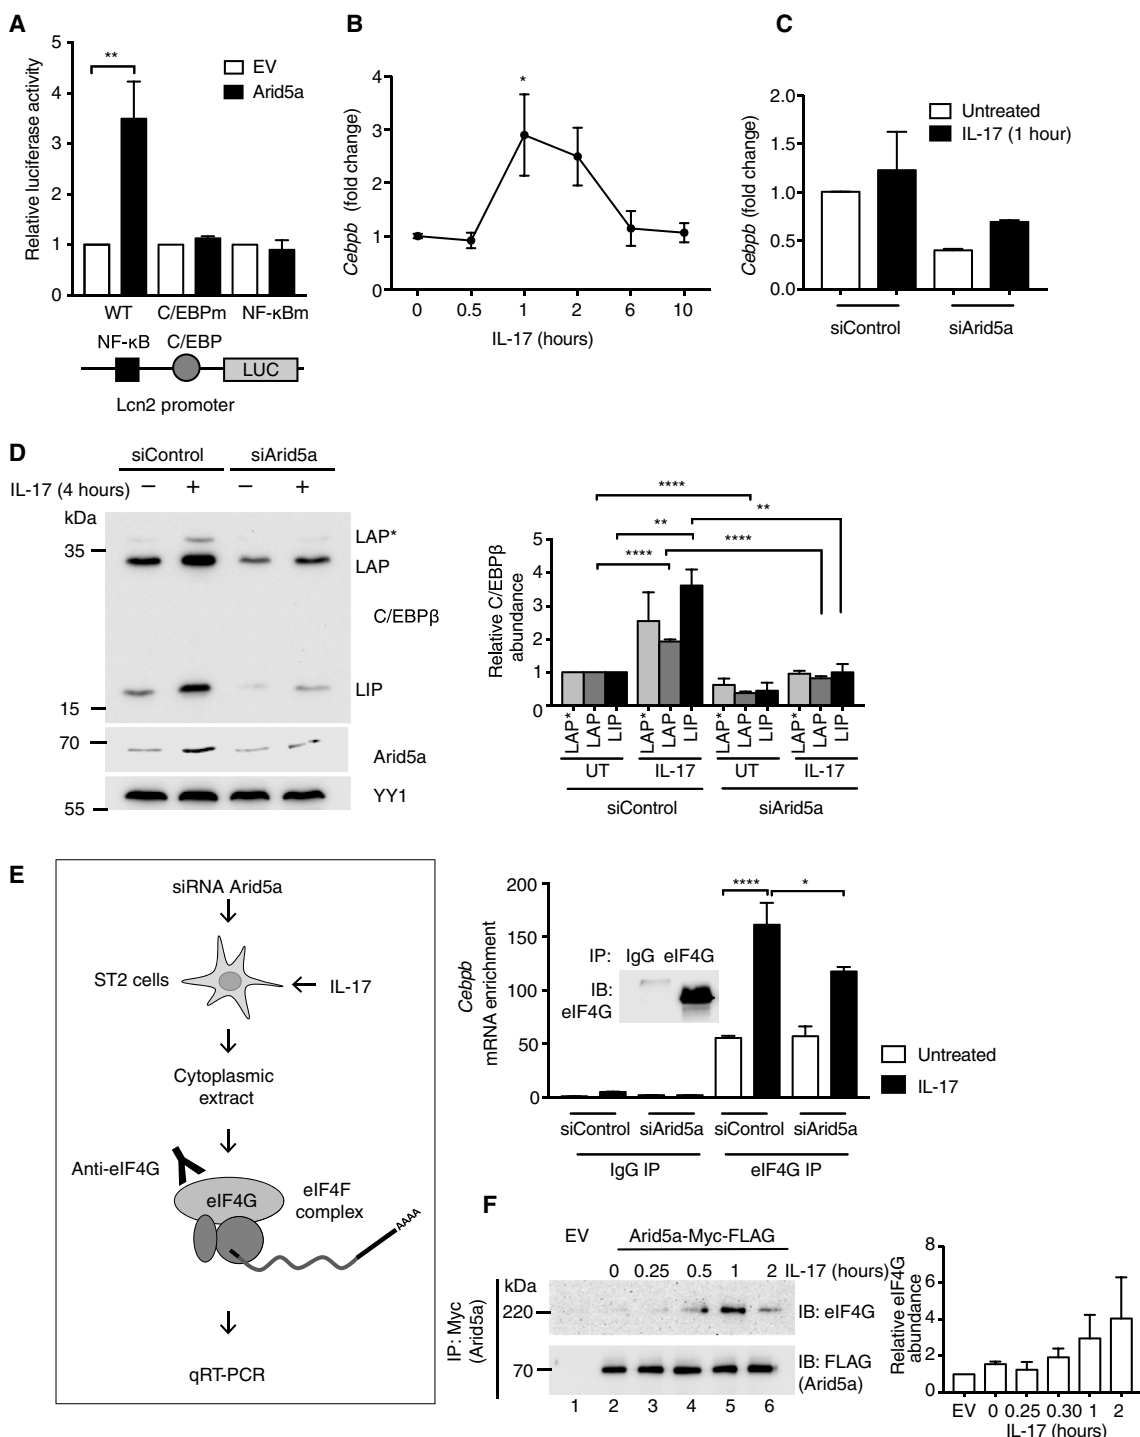 A
Relative luciferase activity
5
4
3
2
1
0
**
EV
Arid5a
WT C/EBPm NF-κBm
NF-κB C/EBP
LUC
Lcn2 promoter
B
Cebpb (fold change)
4
3
2
1
0
*
0 0.5 1 2 6 10
IL-17 (hours)
C
Cebpb (fold change)
2.0
1.5
1.0
0.5
0.0
Untreated
IL-17 (1 hour)
siControl siArid5a
D
siControl siArid5a
IL-17 (4 hours) − + − +
kDa
35
15
70
55
LAP*
LAP
C/EBPβ
LIP
Arid5a
YY1
Relative C/EBPβ
abundance
5
4
3
2
1
0
****
** **
**** ****
LAP* LAP LIP LAP* LAP LIP LAP* LAP LIP LAP* LAP LIP
UT IL-17 UT IL-17
siControl siArid5a
E
siRNA Arid5a
ST2 cells
IL-17
Cytoplasmic
extract
Anti-eIF4G
eIF4G
eIF4F
complex
AAAA
qRT-PCR
Cebpb
mRNA enrichment
200
150
100
50
0
**** *
IP: IgG eIF4G
IB:
eIF4G
Untreated
IL-17
siControl siArid5a siControl siArid5a
IgG IP eIF4G IP
F
EV Arid5a-Myc-FLAG
0 0.25 0.5 1 2 IL-17 (hours)
kDa
220
70
IP: Myc
(Arid5a)
IB: eIF4G
IB: FLAG
(Arid5a)
1 2 3 4 5 6
Relative eIF4G
abundance
8
6
4
2
0
EV 0 0.25 0.30 1 2
IL-17 (hours)